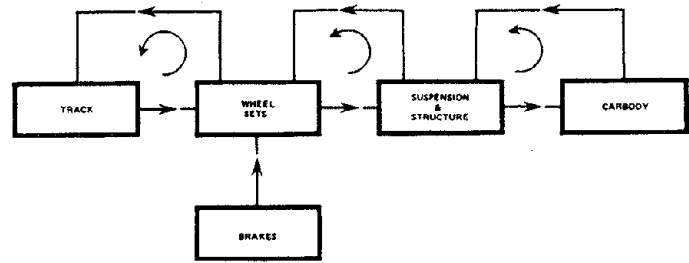 TRACK
WHEEL
SETS
SUSPENSION
&
STRUCTURE
CARBODY
BRAKES